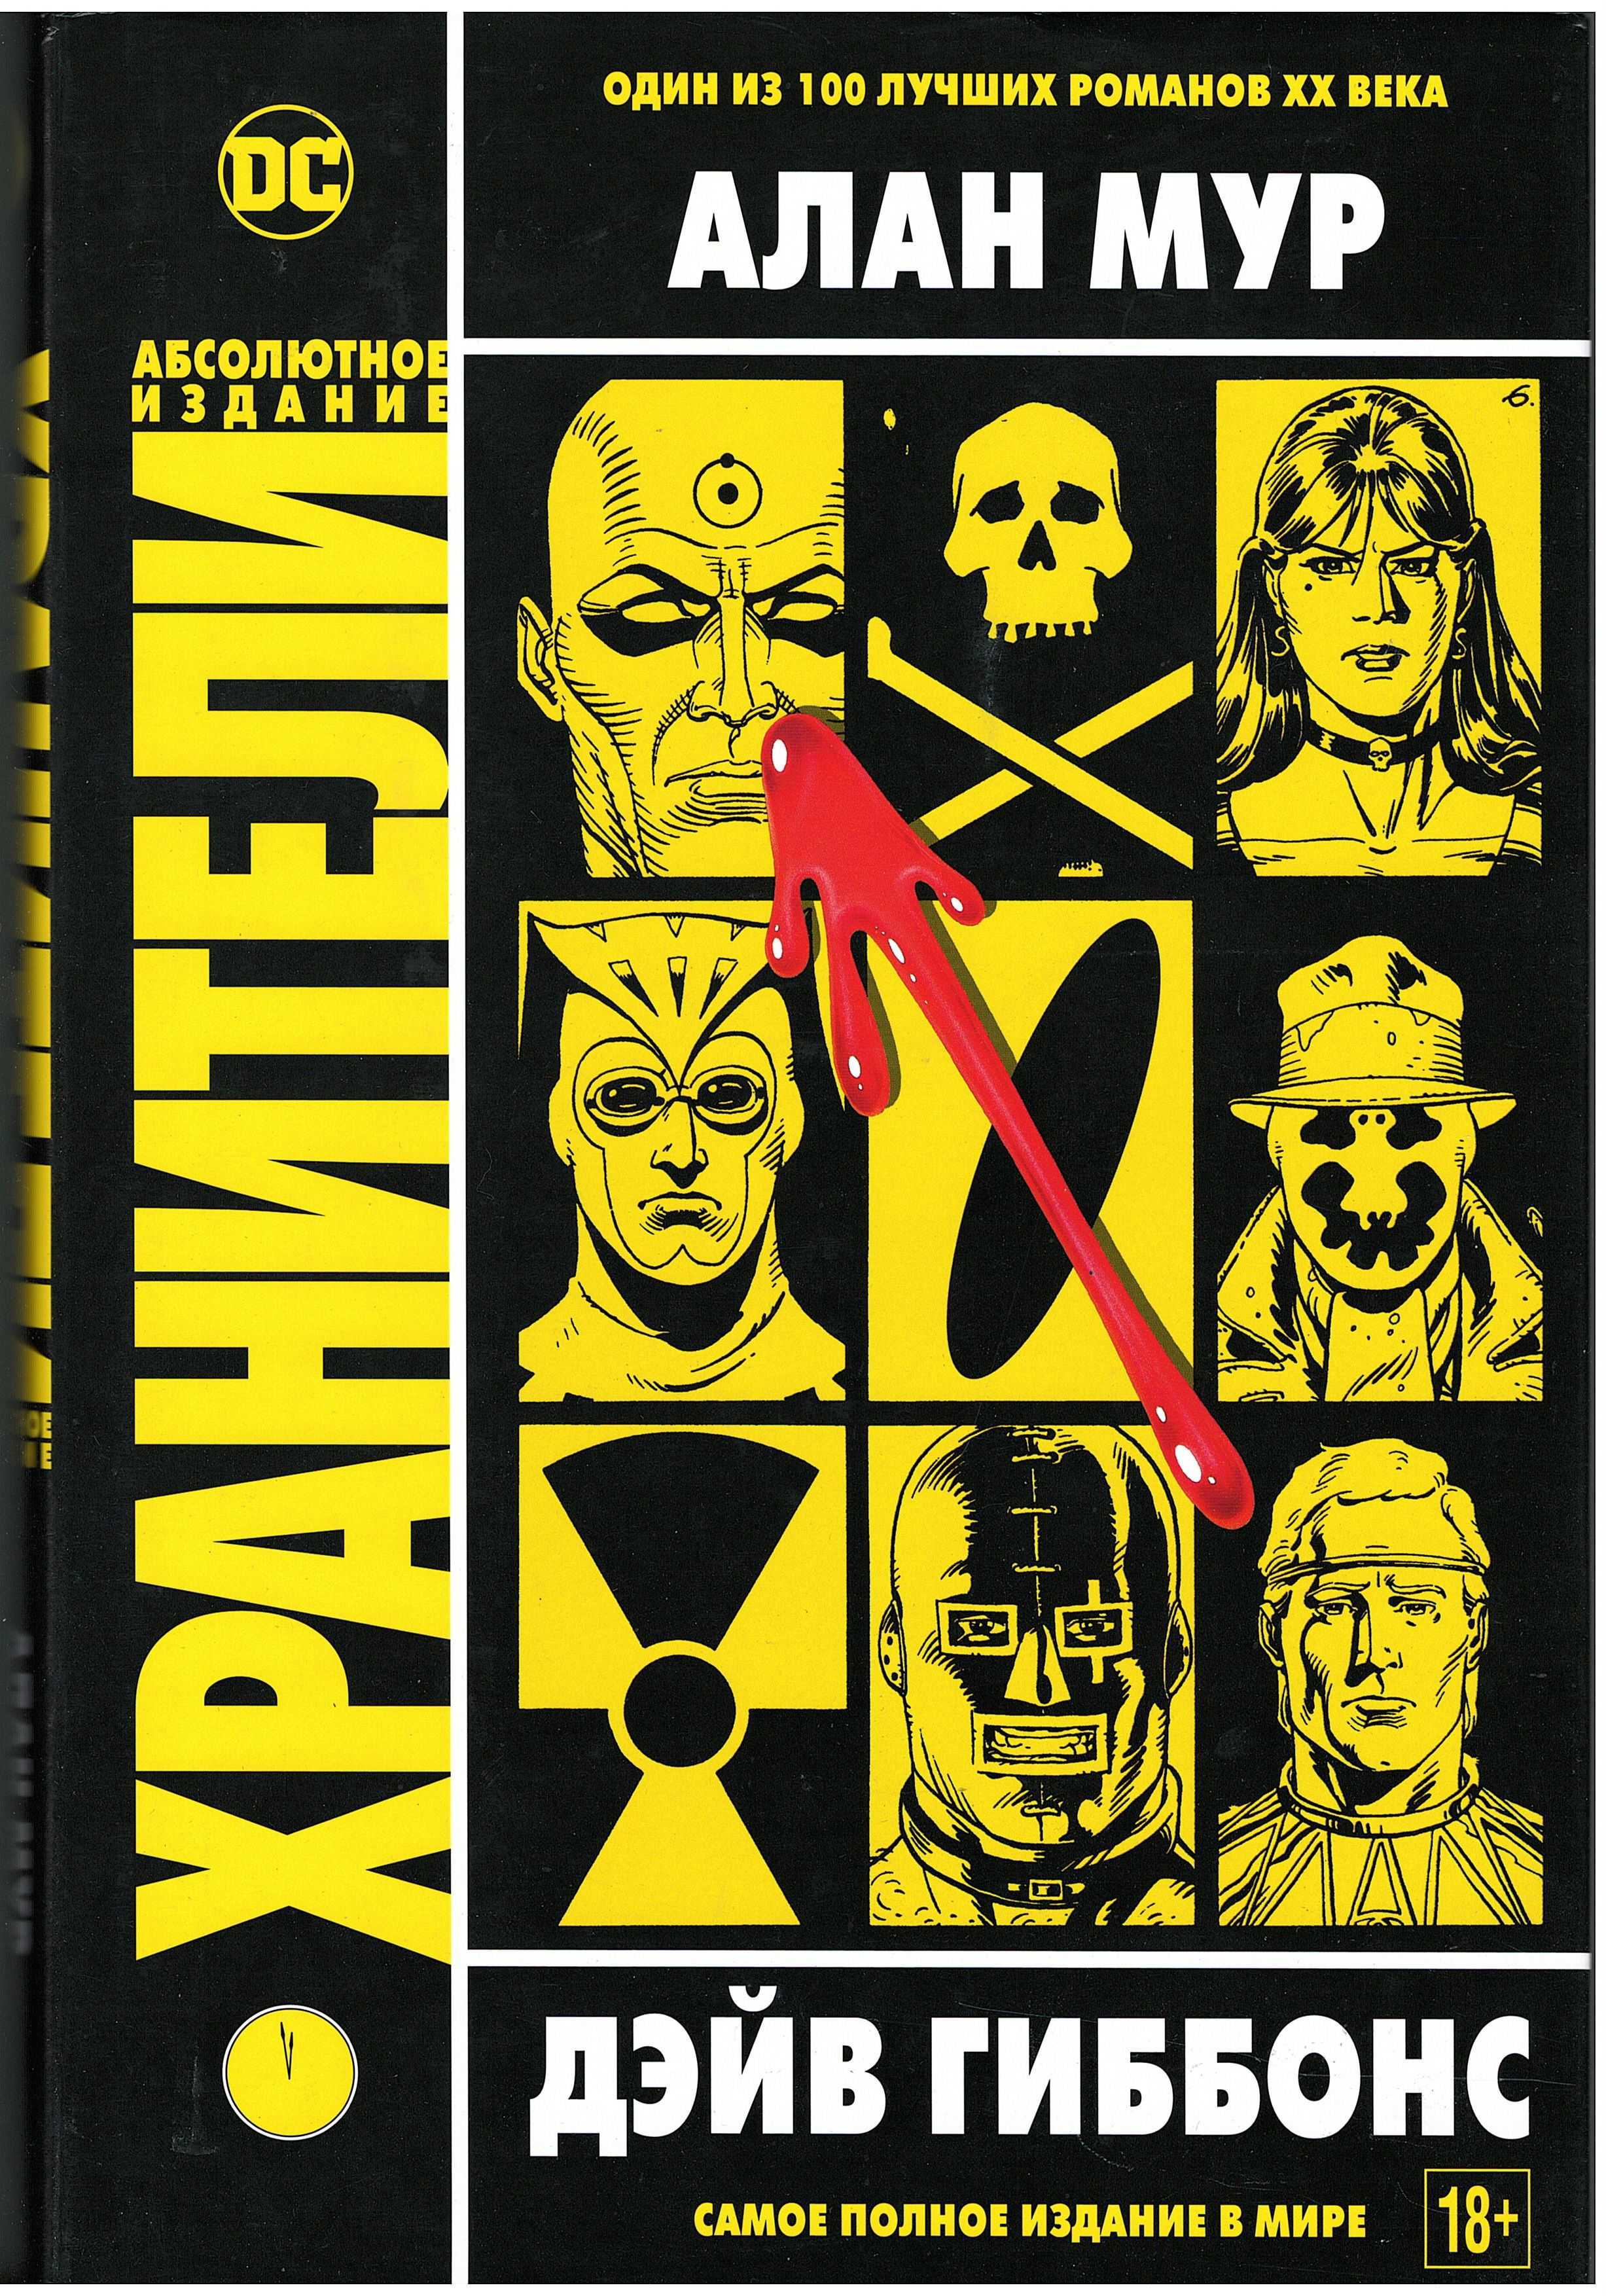 ОДИН ИЗ 100 ЛУЧШИХ РОМАНОВ XX ВЕКА
АЛАН МУР
DC
АБСОЛЮТНОЕ
ИЗДАНИЕ
ХРАНИТЕЛИ
ДЭЙВ ГИББОНС
САМОЕ ПОЛНОЕ ИЗДАНИЕ В МИРЕ
18+